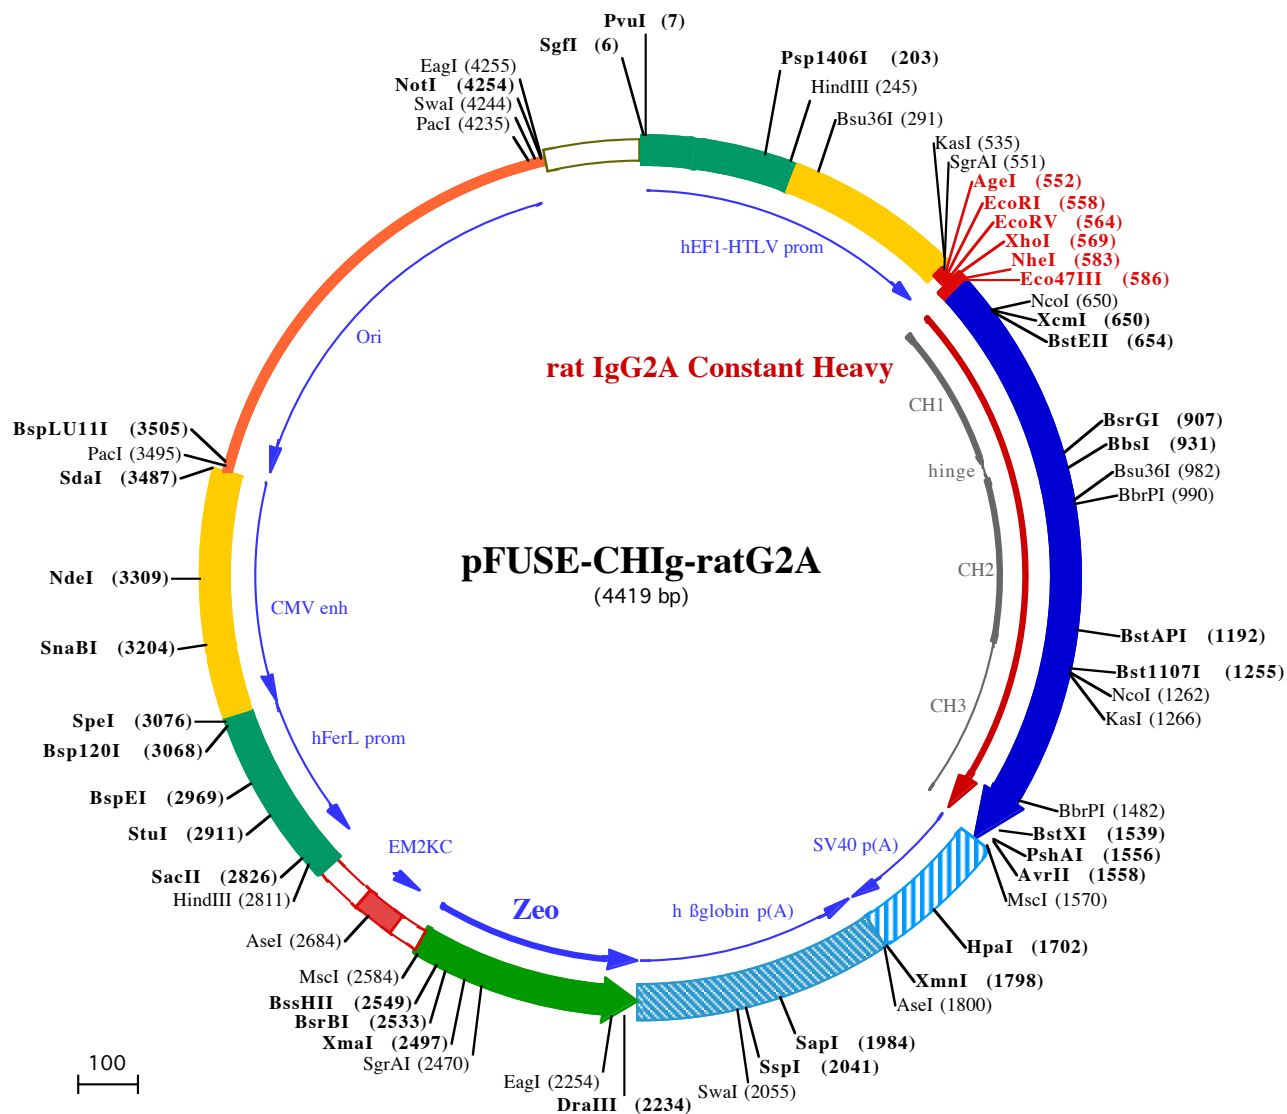 PvuI (7)
SgfI (6)
EagI (4255)
NotI (4254)
SwaI (4244)
PacI (4235)
Psp1406I (203)
HindIII (245)
Bsu36I (291)
KasI (535)
SgrAI (551)
AgeI (552)
EcoRI (558)
EcoRV (564)
XhoI (569)
NheI (583)
Eco47III (586)
NcoI (650)
XcmI (650)
BstEII (654)
hEF1-HTLV prom
Ori
rat IgG2A Constant Heavy
CH1
hinge
BsrGI (907)
BbsI (931)
Bsu36I (982)
BbrPI (990)
BspLU11I (3505)
PacI (3495)
SdaI (3487)
pFUSE-CHIg-ratG2A
(4419 bp)
CH2
NdeI (3309)
CMV enh
SnaBI (3204)
BstAPI (1192)
Bst1107I (1255)
NcoI (1262)
KasI (1266)
CH3
SpeI (3076)
Bsp120I (3068)
hFerL prom
BspEI (2969)
StuI (2911)
BbrPI (1482)
BstXI (1539)
PshAI (1556)
AvrII (1558)
MscI (1570)
SV40 p(A)
EM2KC
SacII (2826)
HindIII (2811)
Zeo
h ßglobin p(A)
AseI (2684)
HpaI (1702)
MscI (2584)
XmnI (1798)
AseI (1800)
BssHII (2549)
BsrBI (2533)
XmaI (2497)
SgrAI (2470)
SapI (1984)
SspI (2041)
SwaI (2055)
EagI (2254)
DraIII (2234)
100